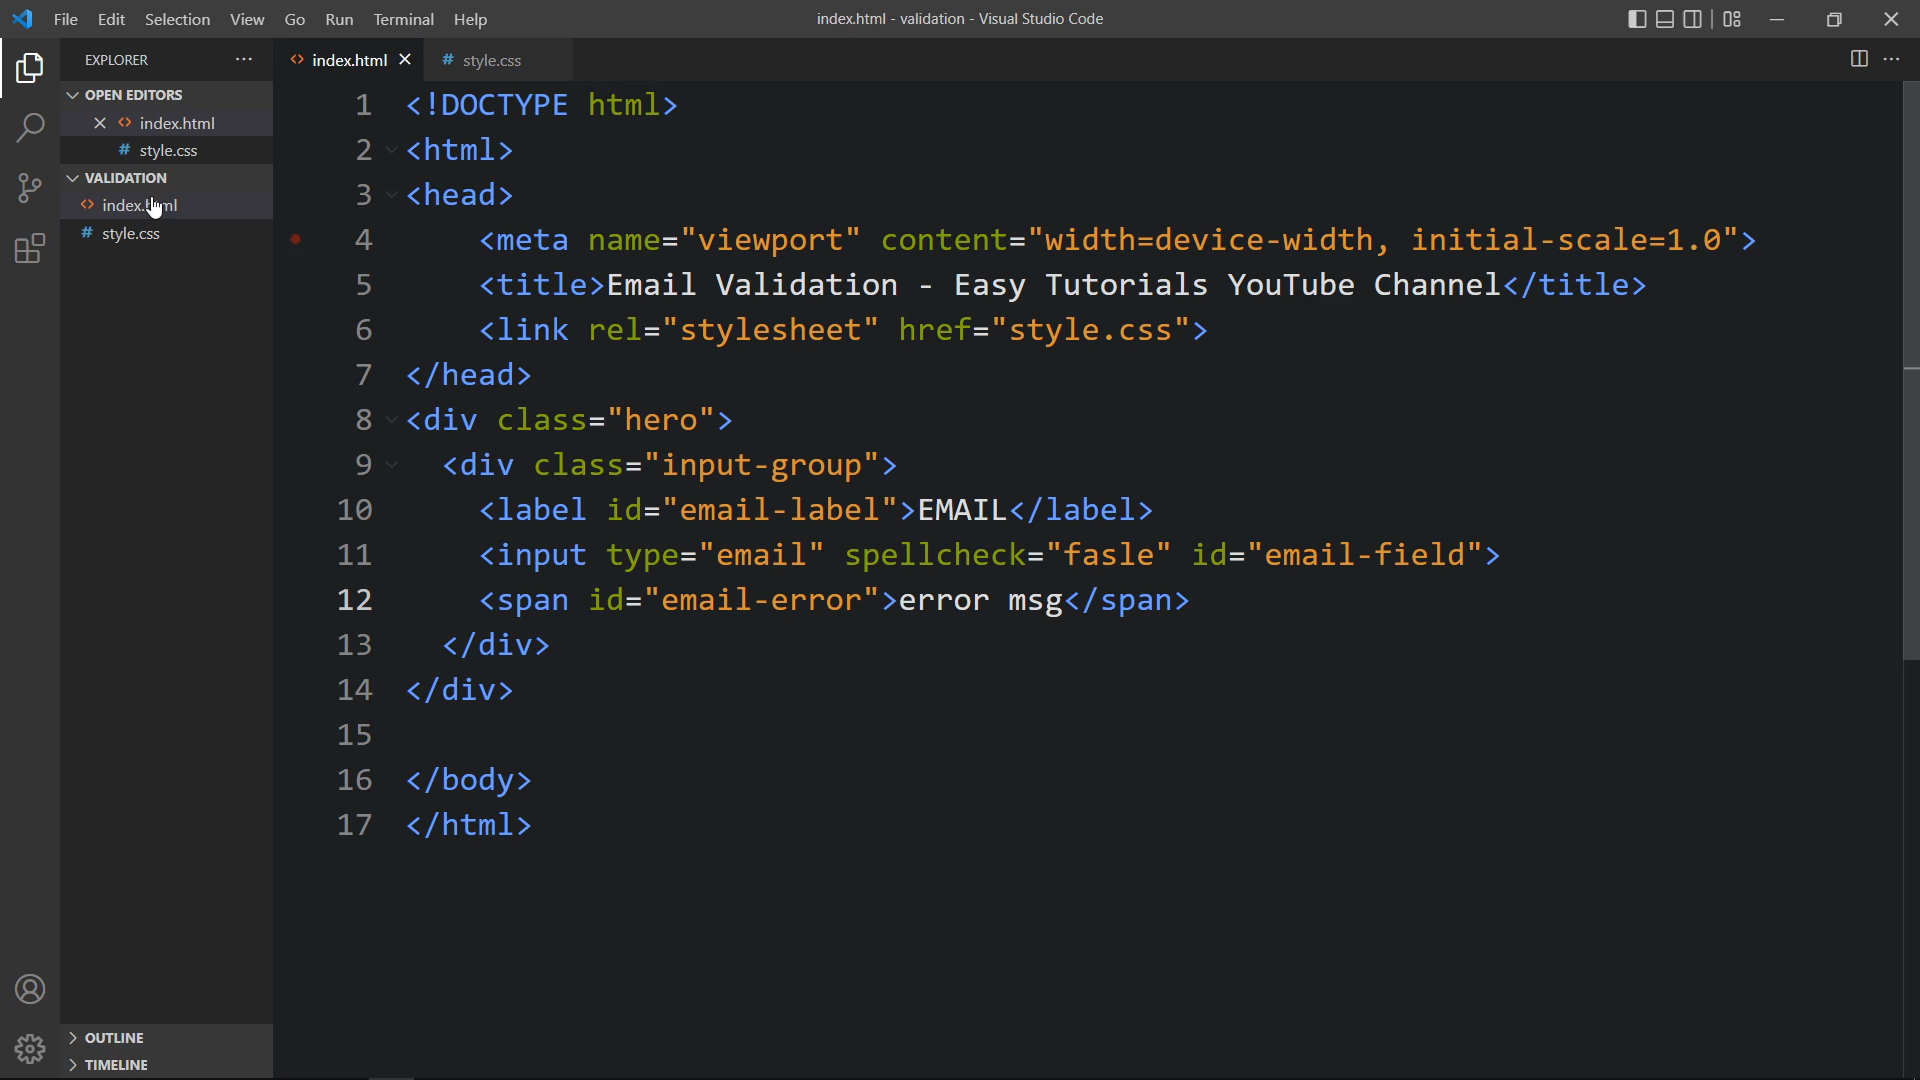 File Edit Selection View Go Run Terminal Help
index.html - validation - Visual Studio Code
EXPLORER
index.html
style.css
OPEN EDITORS
index.html
style.css
VALIDATION
index.html
style.css
OUTLINE
TIMELINE
1 <!DOCTYPE html>
2 <html>
3 <head>
4 <meta name="viewport" content="width=device-width, initial-scale=1.0">
5 <title>Email Validation - Easy Tutorials YouTube Channel</title>
6 <link rel="stylesheet" href="style.css">
7 </head>
8 <div class="hero">
9 <div class="input-group">
10 <label id="email-label">EMAIL</label>
11 <input type="email" spellcheck="fasle" id="email-field">
12 <span id="email-error">error msg</span>
13 </div>
14 </div>
15
16 </body>
17 </html>